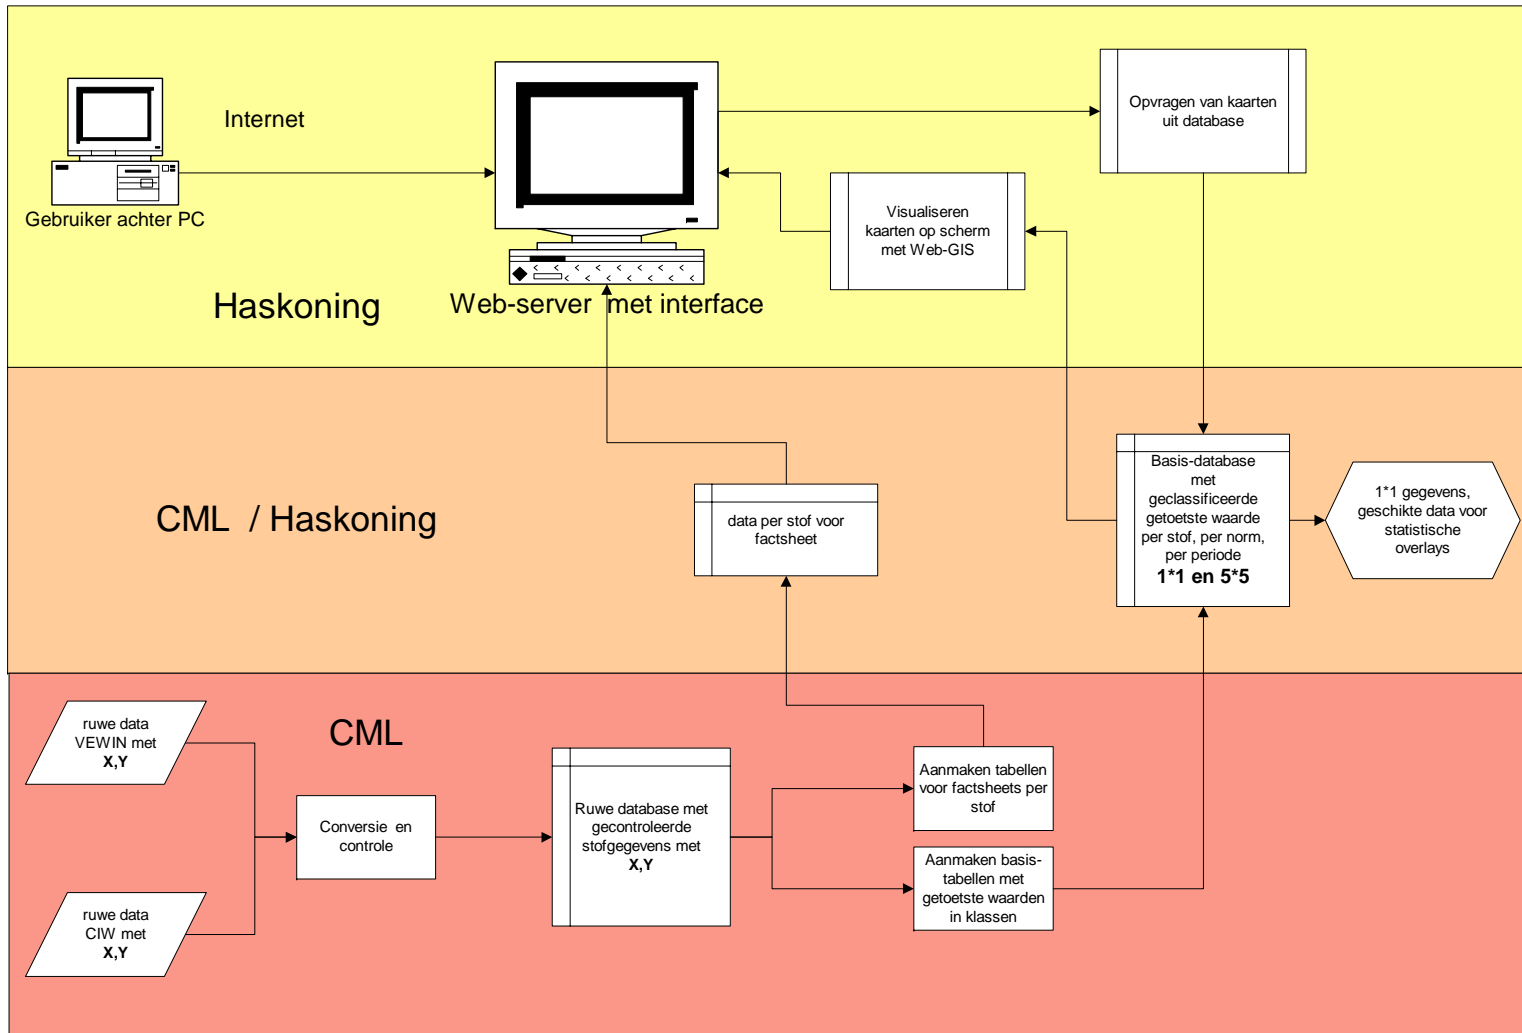 Internet
Gebruiker achter PC
Haskoning
Web-server met interface
Opvragen van kaarten
uit database
Visualiseren
kaarten op scherm
met Web-GIS
CML / Haskoning
data per stof voor
factsheet
Basis-database
met
geclassificeerde
getoetste waarde
per stof, per norm,
per periode
1*1 en 5*5
1*1 gegevens,
geschikte data voor
statistische
overlays
CML
ruwe data
VEWIN met
X,Y
ruwe data
CIW met
X,Y
Conversie en
controle
Ruwe database met
gecontroleerde
stofgegevens met
X,Y
Aanmaken tabellen
voor factsheets per
stof
Aanmaken basis-
tabellen met
getoetste waarden
in klassen